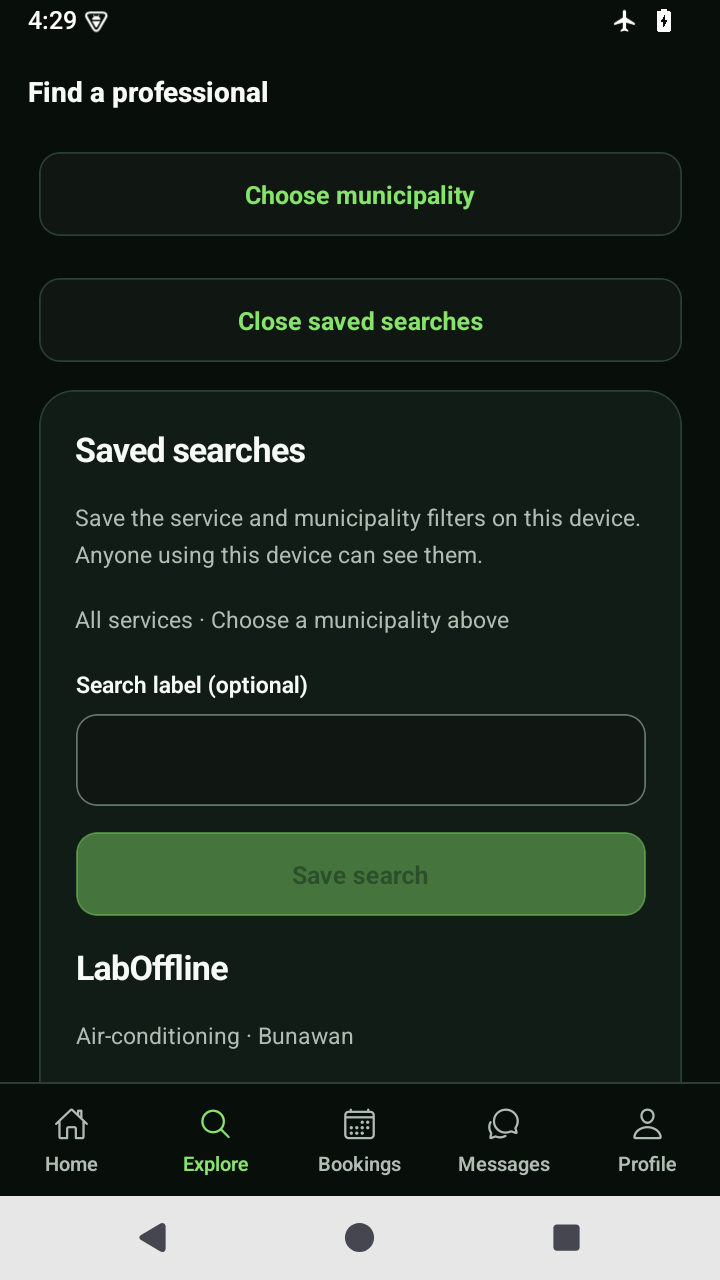 4:29
Find a professional
Choose municipality
Close saved searches
Saved searches
Save the service and municipality filters on this device.
Anyone using this device can see them.
All services · Choose a municipality above
Search label (optional)
Save search
LabOffline
Air-conditioning · Bunawan
Home
Explore
Bookings
Messages
Profile